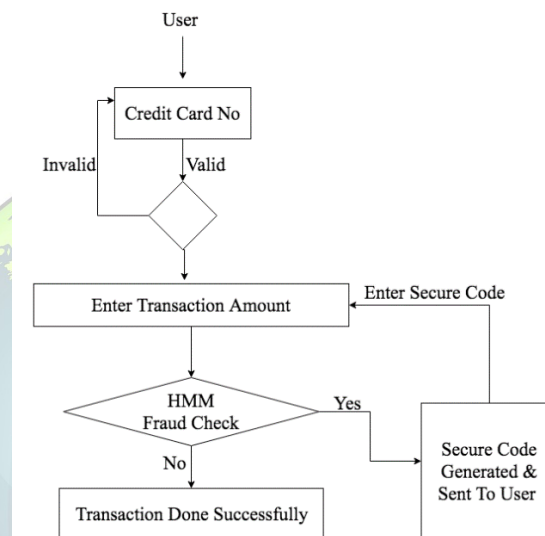 User
Credit Card No
Invalid
Valid
Enter Transaction Amount
Enter Secure Code
HMM
Fraud Check
Yes
No
Secure Code
Generated &
Sent To User
Transaction Done Successfully